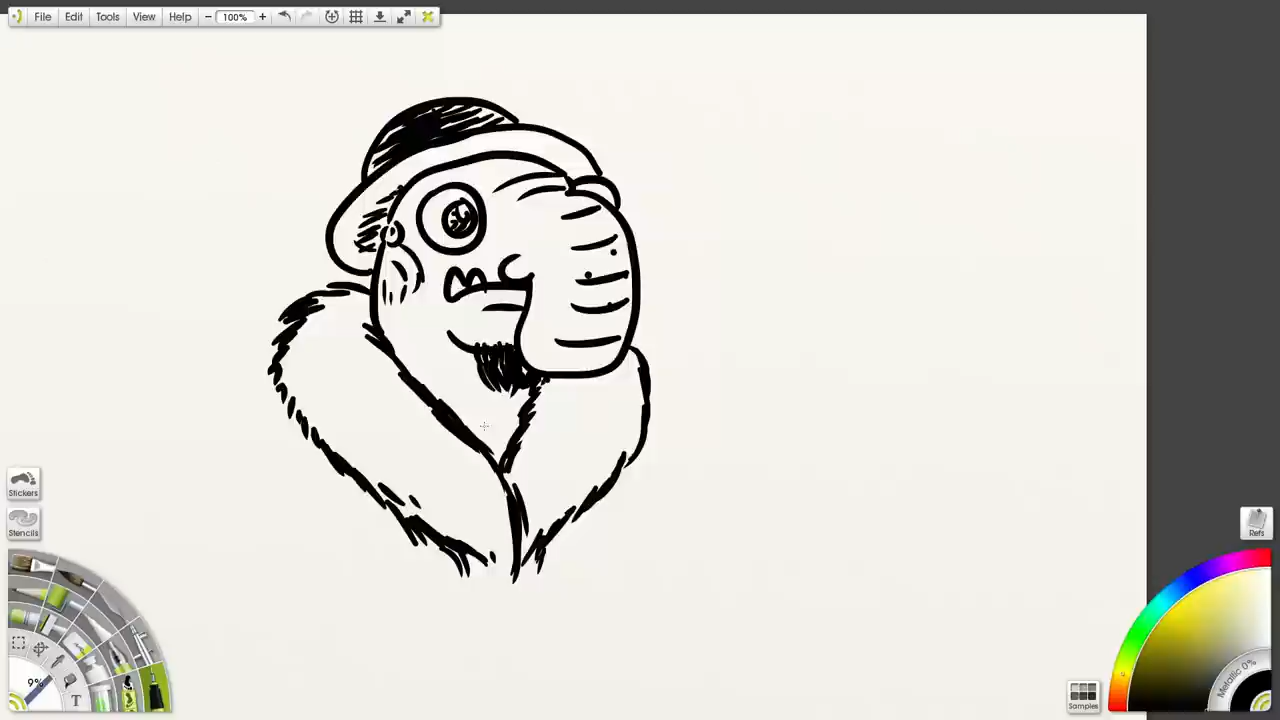 File Edit Tools View Help − 100% +
Stickers
Stencils
Refs
9%
T
Metallic 0%
Samples